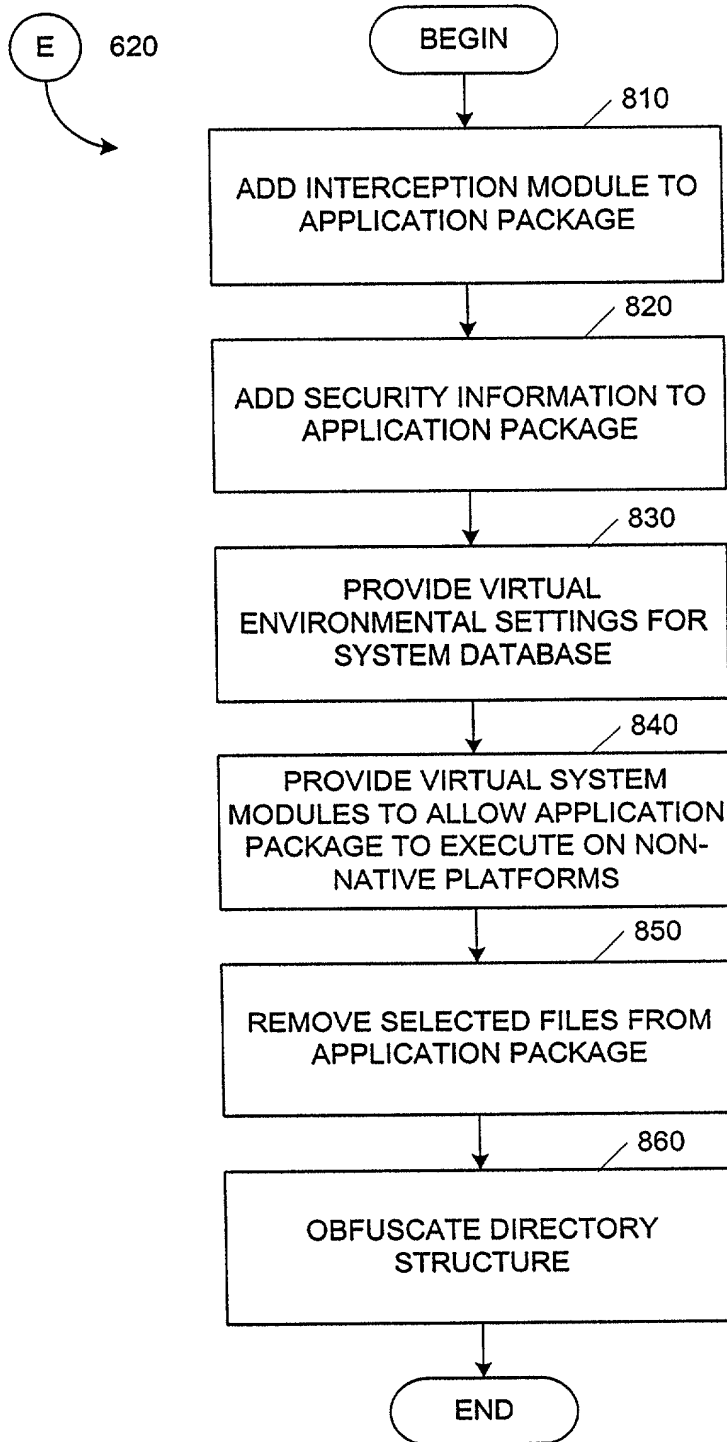 E 620
BEGIN
810
ADD INTERCEPTION MODULE TO
APPLICATION PACKAGE
820
ADD SECURITY INFORMATION TO
APPLICATION PACKAGE
830
PROVIDE VIRTUAL
ENVIRONMENTAL SETTINGS FOR
SYSTEM DATABASE
840
PROVIDE VIRTUAL SYSTEM
MODULES TO ALLOW APPLICATION
PACKAGE TO EXECUTE ON NON-
NATIVE PLATFORMS
850
REMOVE SELECTED FILES FROM
APPLICATION PACKAGE
860
OBFUSCATE DIRECTORY
STRUCTURE
END